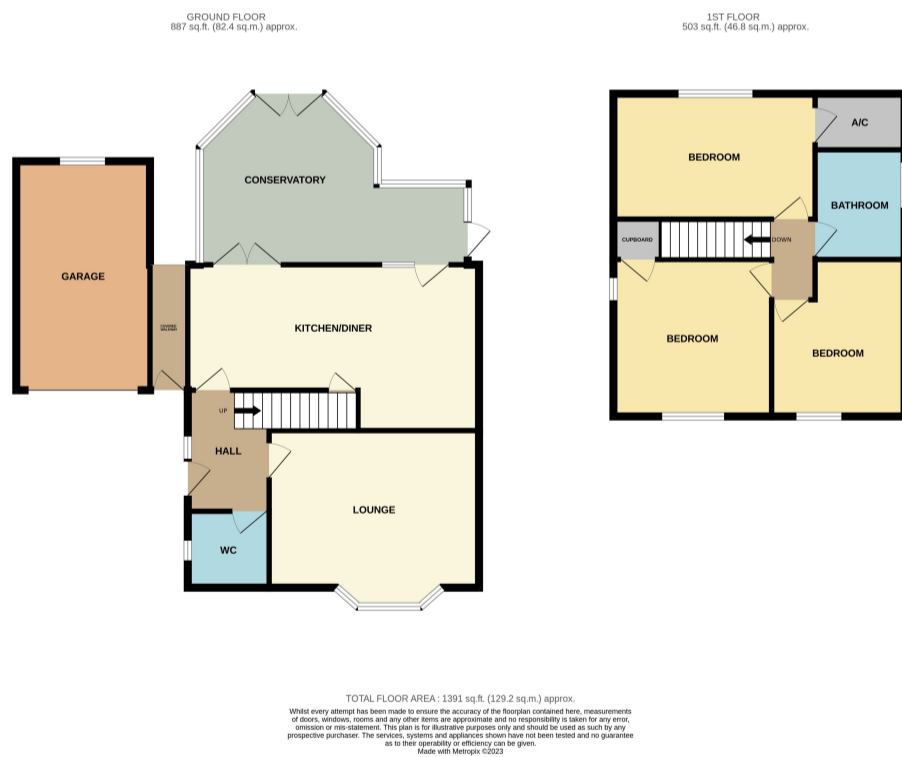 GROUND FLOOR
887 sq.ft. (82.4 sq.m.) approx.
1ST FLOOR
503 sq.ft. (46.8 sq.m.) approx.
CONSERVATORY
GARAGE
KITCHEN/DINER
COVERED
WALKWAY
UP
HALL
LOUNGE
WC
BEDROOM
A/C
BATHROOM
CUPBOARD
DOWN
BEDROOM
BEDROOM
TOTAL FLOOR AREA : 1391 sq.ft. (129.2 sq.m.) approx.
Whilst every attempt has been made to ensure the accuracy of the floorplan contained here, measurements
of doors, windows, rooms and any other items are approximate and no responsibility is taken for any error,
omission or mis-statement. This plan is for illustrative purposes only and should be used as such by any
prospective purchaser. The services, systems and appliances shown have not been tested and no guarantee
as to their operability or efficiency can be given.
Made with Metropix ©2023